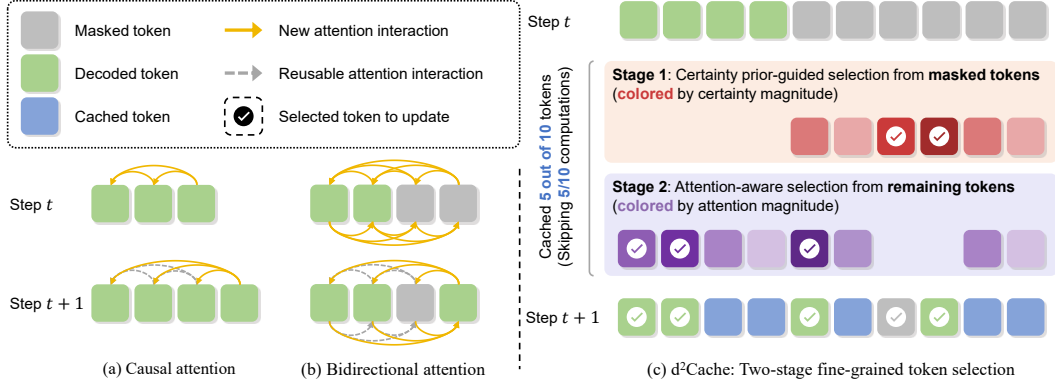 Masked token
New attention interaction
Decoded token
Reusable attention interaction
Cached token
Selected token to update
Step t
Step t + 1
(a) Causal attention
(b) Bidirectional attention
Step t
Cached 5 out of 10 tokens
(Skipping 5/10 computations)
Stage 1: Certainty prior-guided selection from masked tokens
(colored by certainty magnitude)
Stage 2: Attention-aware selection from remaining tokens
(colored by attention magnitude)
Step t + 1
(c) d²Cache: Two-stage fine-grained token selection